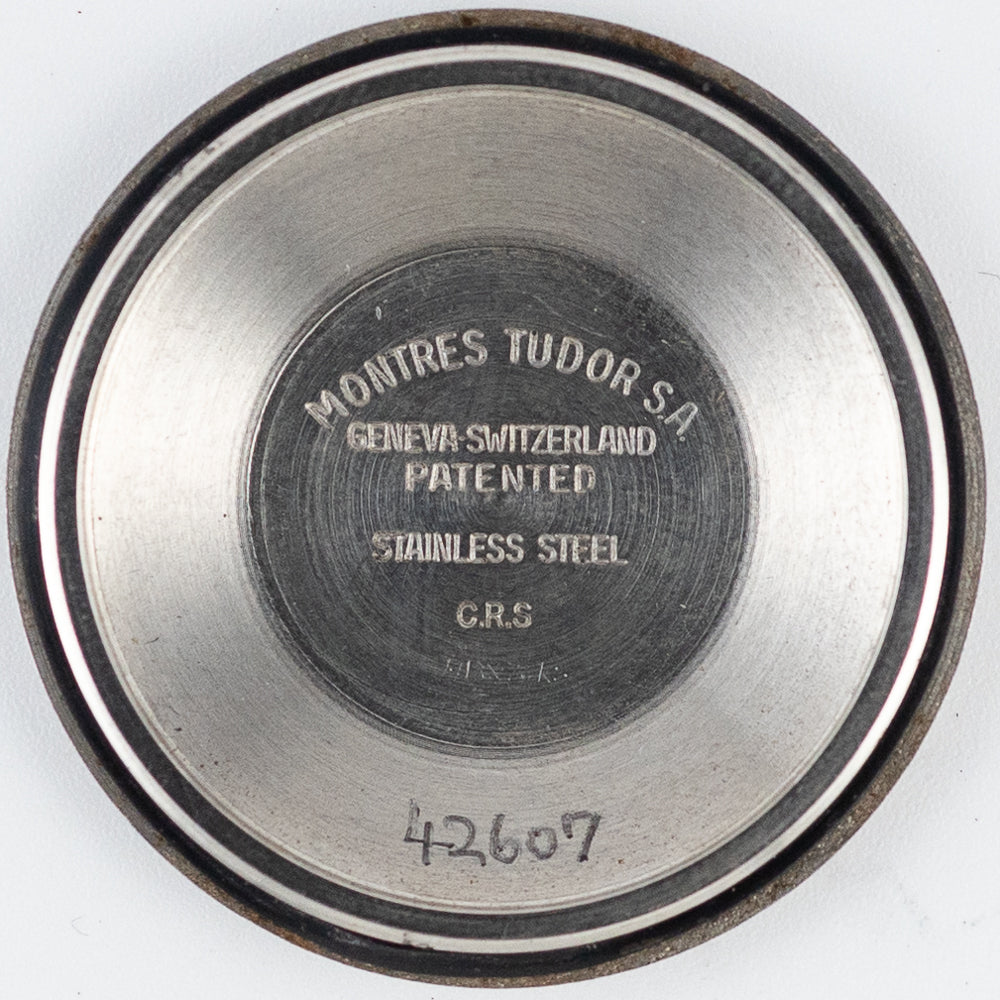 MONTRES TUDOR S.A.
GENEVA-SWITZERLAND
PATENTED
STAINLESS STEEL
C.R.S
42607